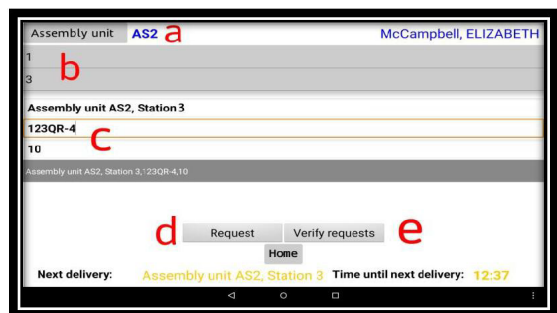 Assembly unit AS2 a McCampbell, ELIZABETH
1
b
3
Assembly unit AS2, Station 3
123QR-4
c
10
Assembly unit AS2, Station 3,123QR-4,10
d Request Verify requests e
Home
Next delivery: Assembly unit AS2, Station 3 Time until next delivery: 12:37